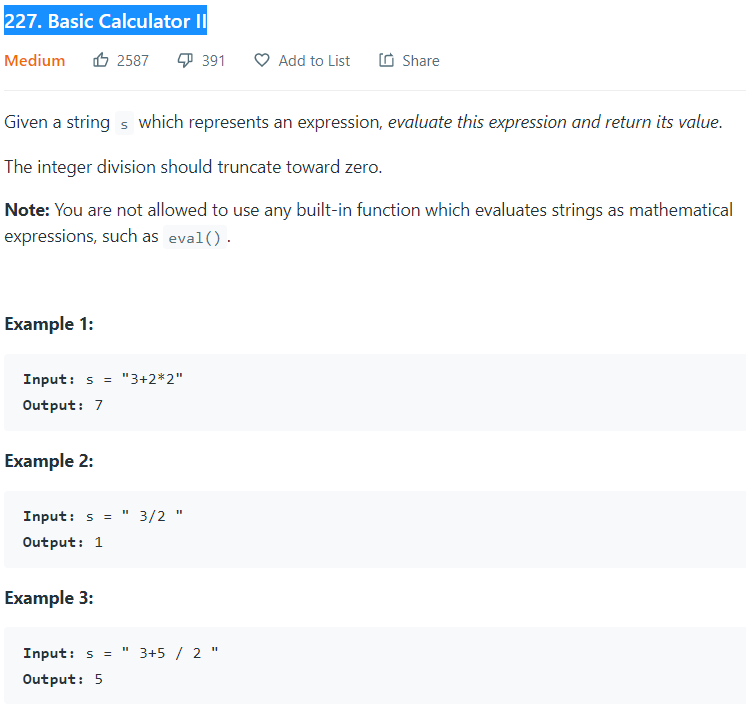 227. Basic Calculator II
Medium 2587 391 Add to List Share
Given a string s which represents an expression, evaluate this expression and return its value.
The integer division should truncate toward zero.
Note: You are not allowed to use any built-in function which evaluates strings as mathematical
expressions, such as eval().
Example 1:
Input: s = "3+2*2"
Output: 7
Example 2:
Input: s = " 3/2 "
Output: 1
Example 3:
Input: s = " 3+5 / 2 "
Output: 5